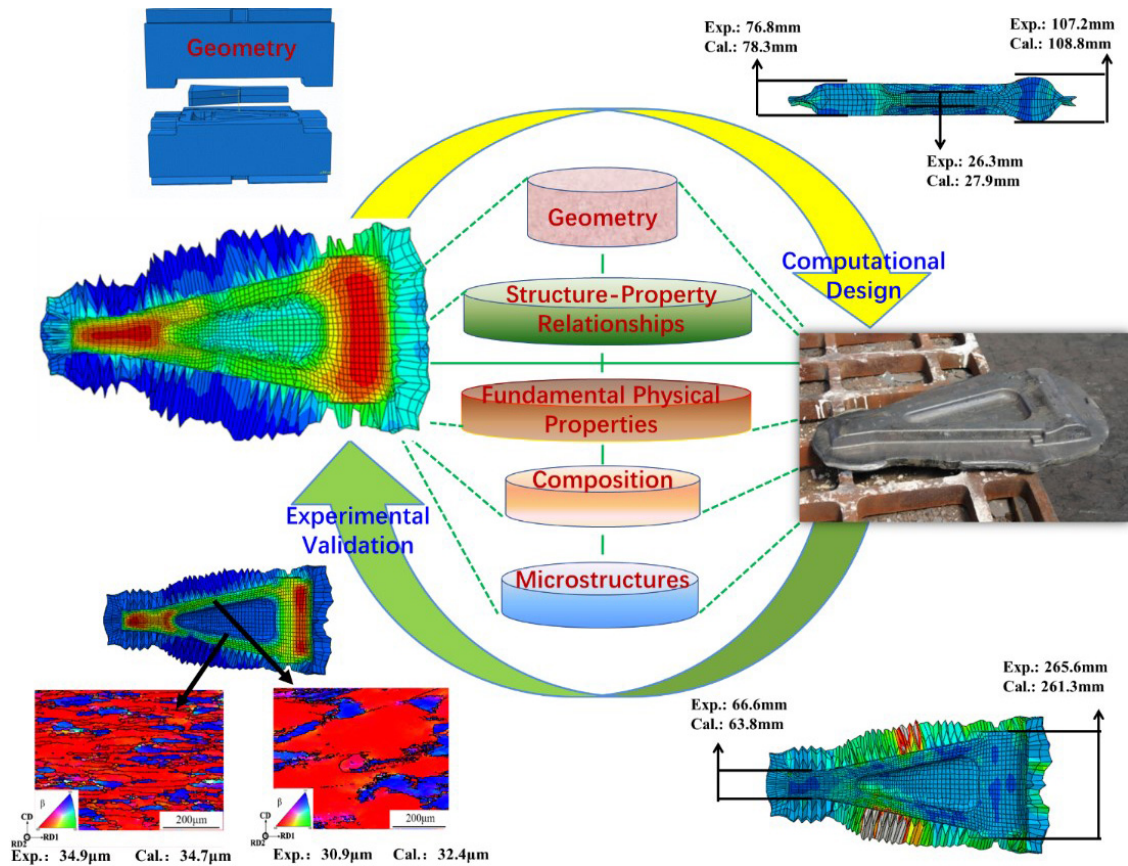 Geometry
Exp.: 76.8mm
Cal.: 78.3mm
Exp.: 107.2mm
Cal.: 108.8mm
Exp.: 26.3mm
Cal.: 27.9mm
Geometry
Structure-Property
Relationships
Fundamental Physical
Properties
Composition
Microstructures
Computational
Design
Experimental
Validation
β
200μm
CD
RD2
RD1
Exp.: 34.9μm Cal.: 34.7μm
β
200μm
CD
RD2
RD1
Exp.: 30.9μm Cal.: 32.4μm
Exp.: 66.6mm
Cal.: 63.8mm
Exp.: 265.6mm
Cal.: 261.3mm